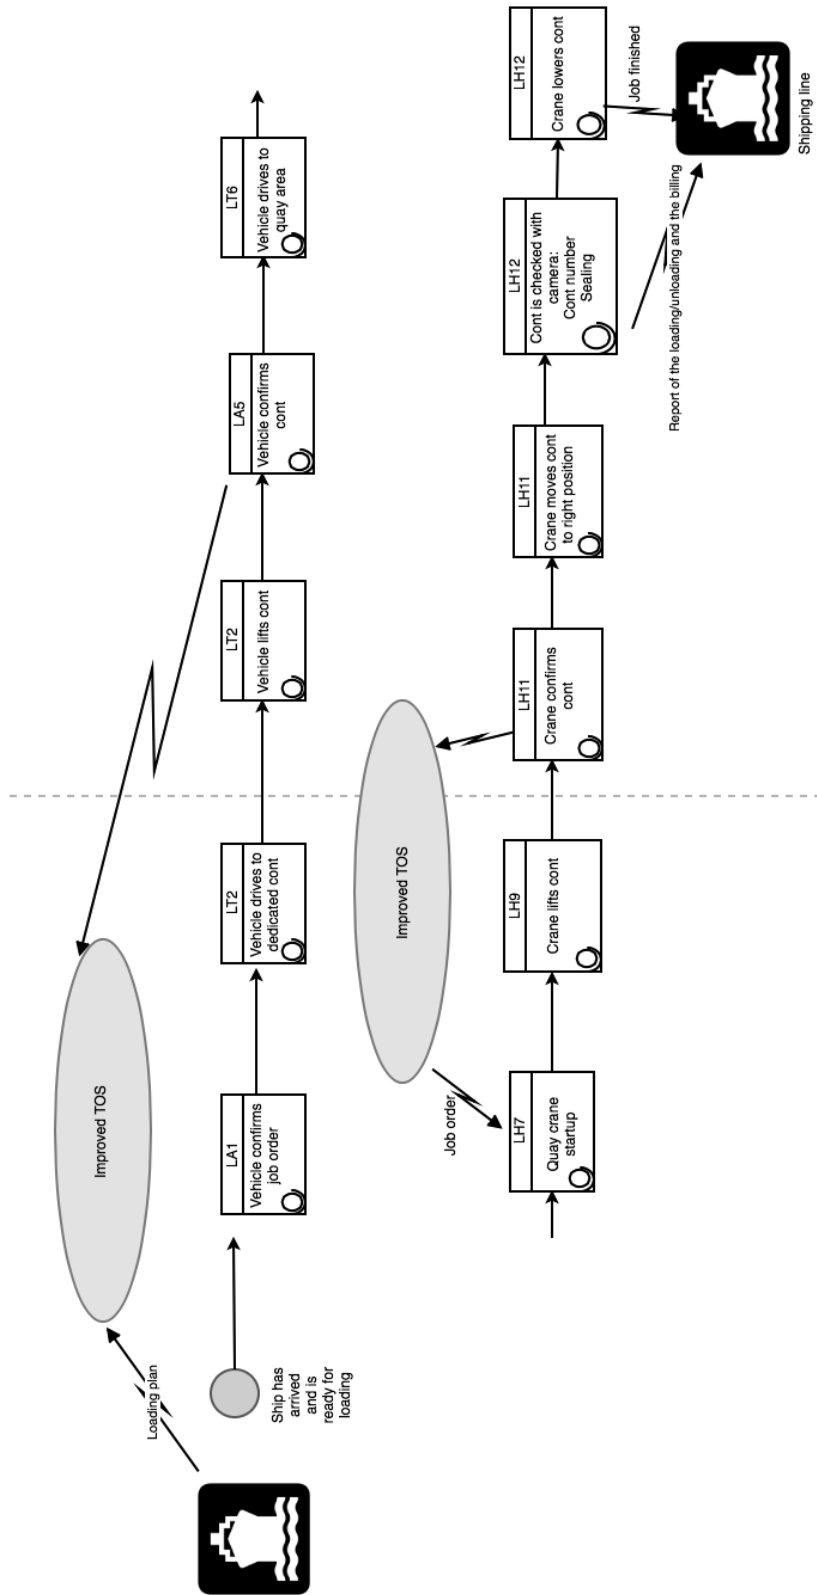 Loading plan
Improved TOS
Ship has
arrived
and is
ready for
loading
LA1
Vehicle confirms
job order
LT2
Vehicle drives to
dedicated cont
LT2
Vehicle lifts cont
LA5
Vehicle confirms
cont
LT6
Vehicle drives to
quay area
Improved TOS
Job order
LH7
Quay crane
startup
LH9
Crane lifts cont
LH11
Crane confirms
cont
LH11
Crane moves cont
to right position
LH12
Cont is checked with
camera:
Cont number
Sealing
LH12
Crane lowers cont
Job finished
Report of the loading/unloading and the billing
Shipping line